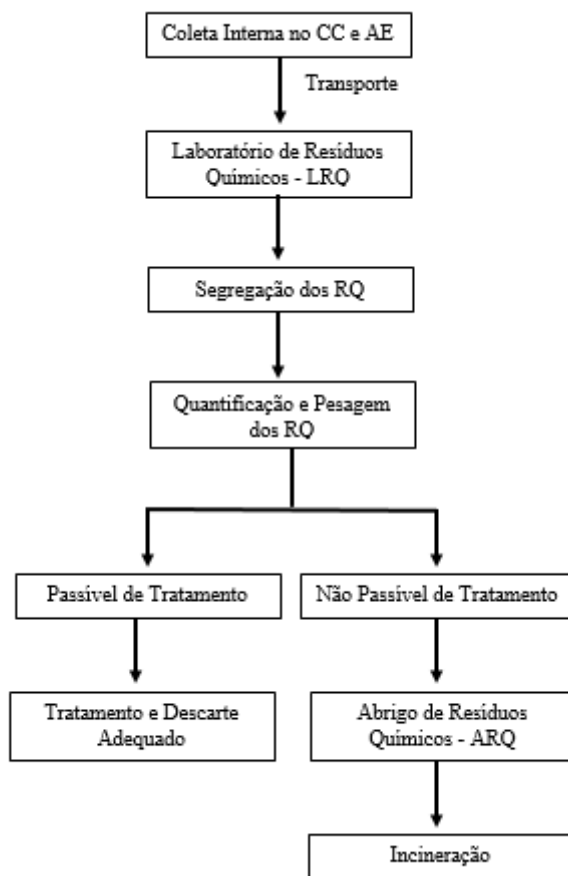 Coleta Interna no CC e AE
Transporte
Laboratório de Resíduos
Químicos - LRQ
Segregação dos RQ
Quantificação e Pesagem
dos RQ
Passível de Tratamento
Não Passível de Tratamento
Tratamento e Descarte
Adequado
Abrigo de Resíduos
Químicos - ARQ
Incineração